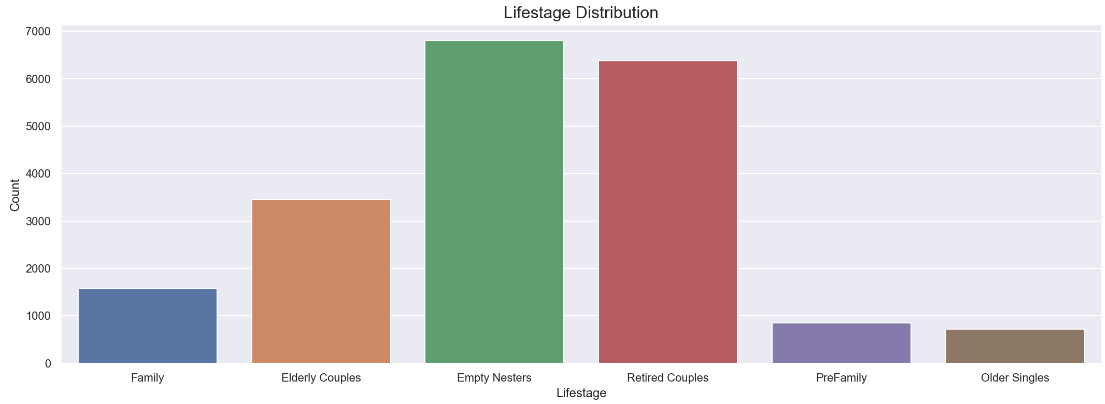 Lifestage Distribution
7000
6000
5000
4000
3000
2000
1000
0
Count
Family Elderly Couples Empty Nesters Retired Couples PreFamily Older Singles
Lifestage